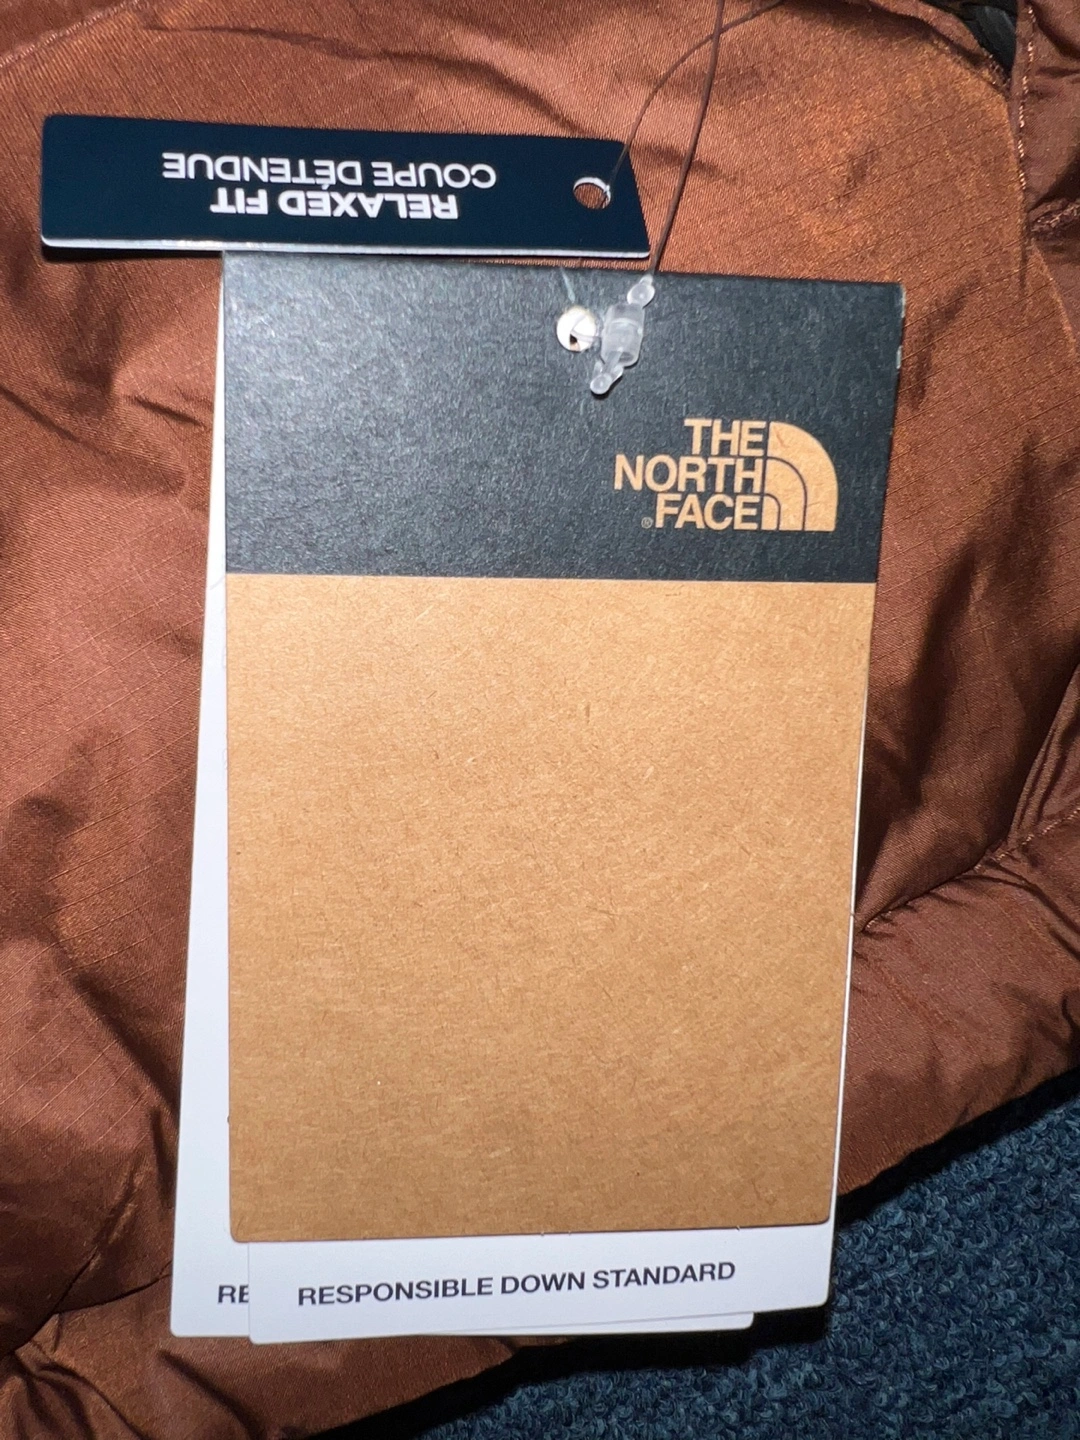 RELAXED FIT
COUPE DÉTENDUE
THE
NORTH
®FACE
RE
RESPONSIBLE DOWN STANDARD